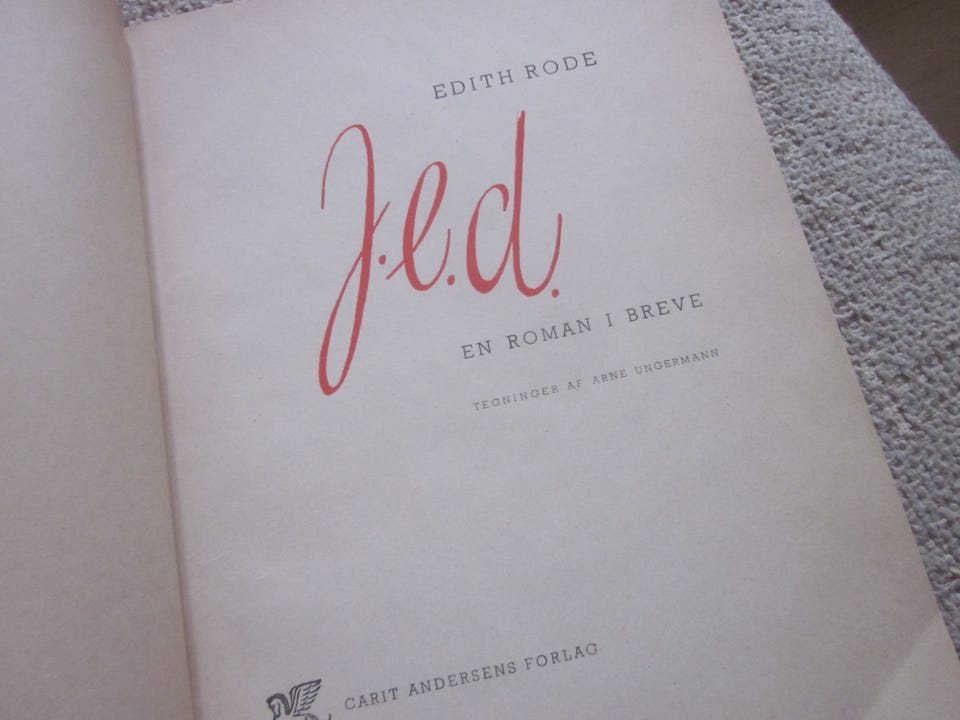 EDITH RODE
J.e.d.
EN ROMAN I BREVE
TEGNINGER AF ARNE UNGERMANN
CARIT ANDERSENS FORLAG